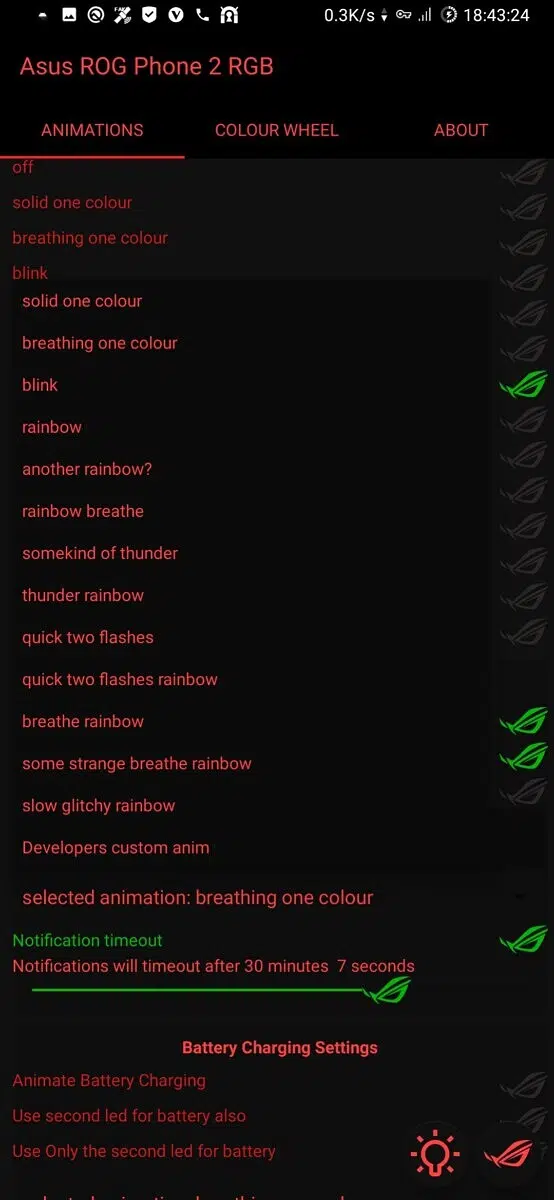 0.3K/s 18:43:24
Asus ROG Phone 2 RGB
ANIMATIONS COLOUR WHEEL ABOUT
off
solid one colour
breathing one colour
blink
solid one colour
breathing one colour
blink
rainbow
another rainbow?
rainbow breathe
somekind of thunder
thunder rainbow
quick two flashes
quick two flashes rainbow
breathe rainbow
some strange breathe rainbow
slow glitchy rainbow
Developers custom anim
selected animation: breathing one colour
Notification timeout
Notifications will timeout after 30 minutes 7 seconds
Battery Charging Settings
Animate Battery Charging
Use second led for battery also
Use Only the second led for battery